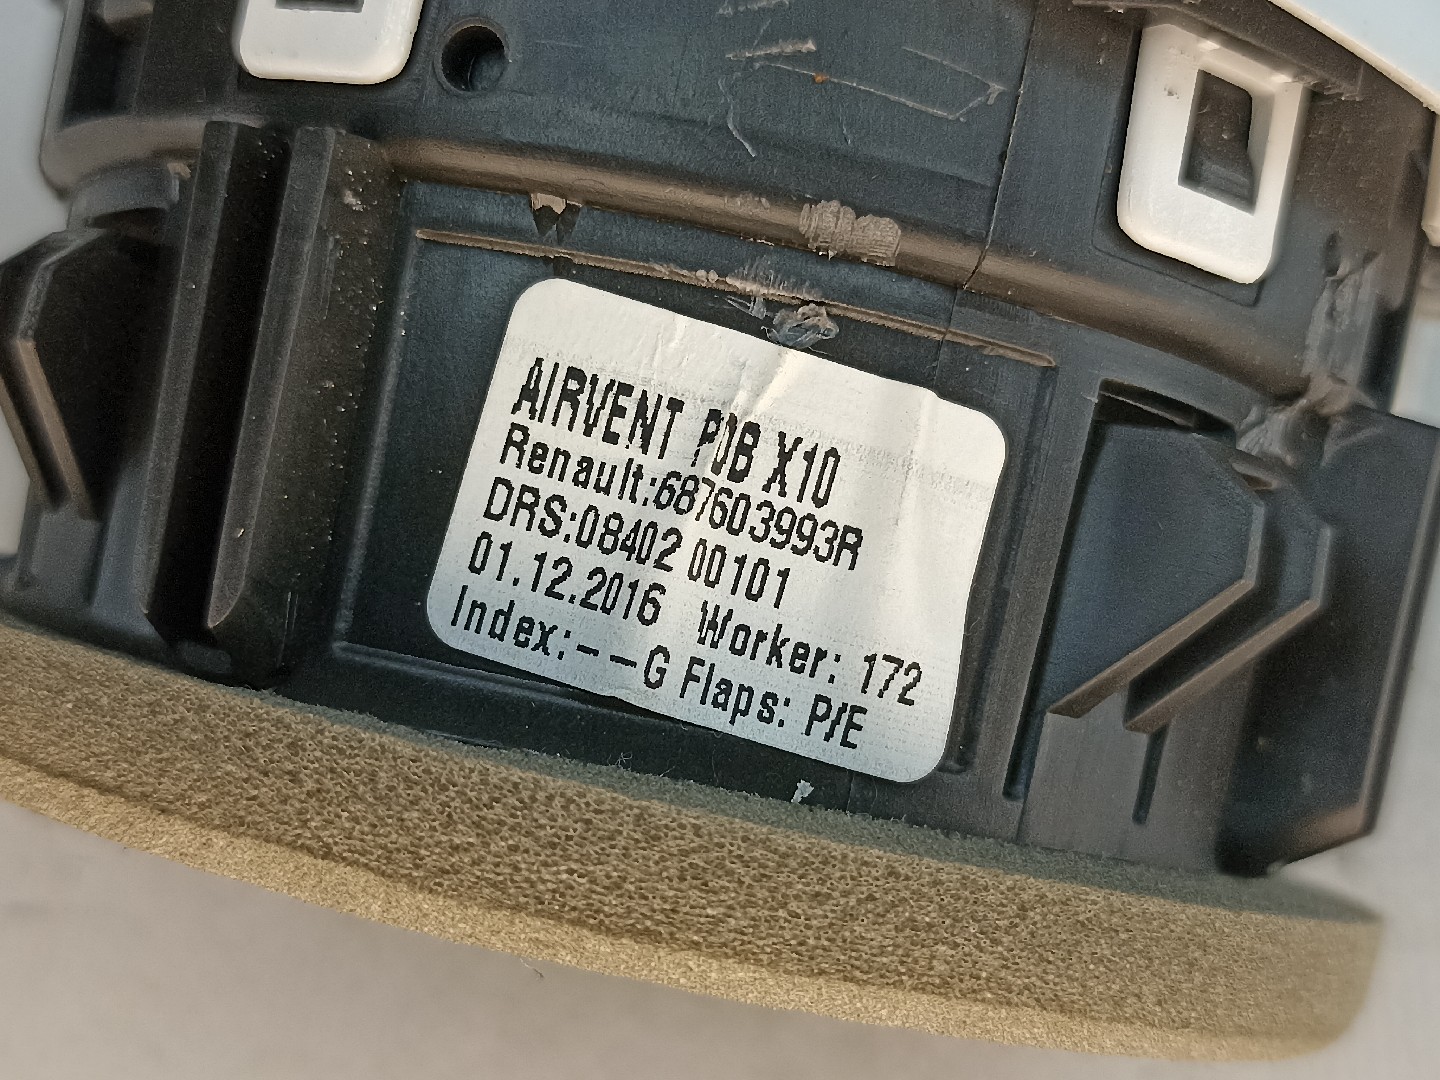 AIRVENT PDB X10
Renault:687603993R
DRS:08402 00101
01.12.2016 Worker: 172
Index:--G Flaps: P/E